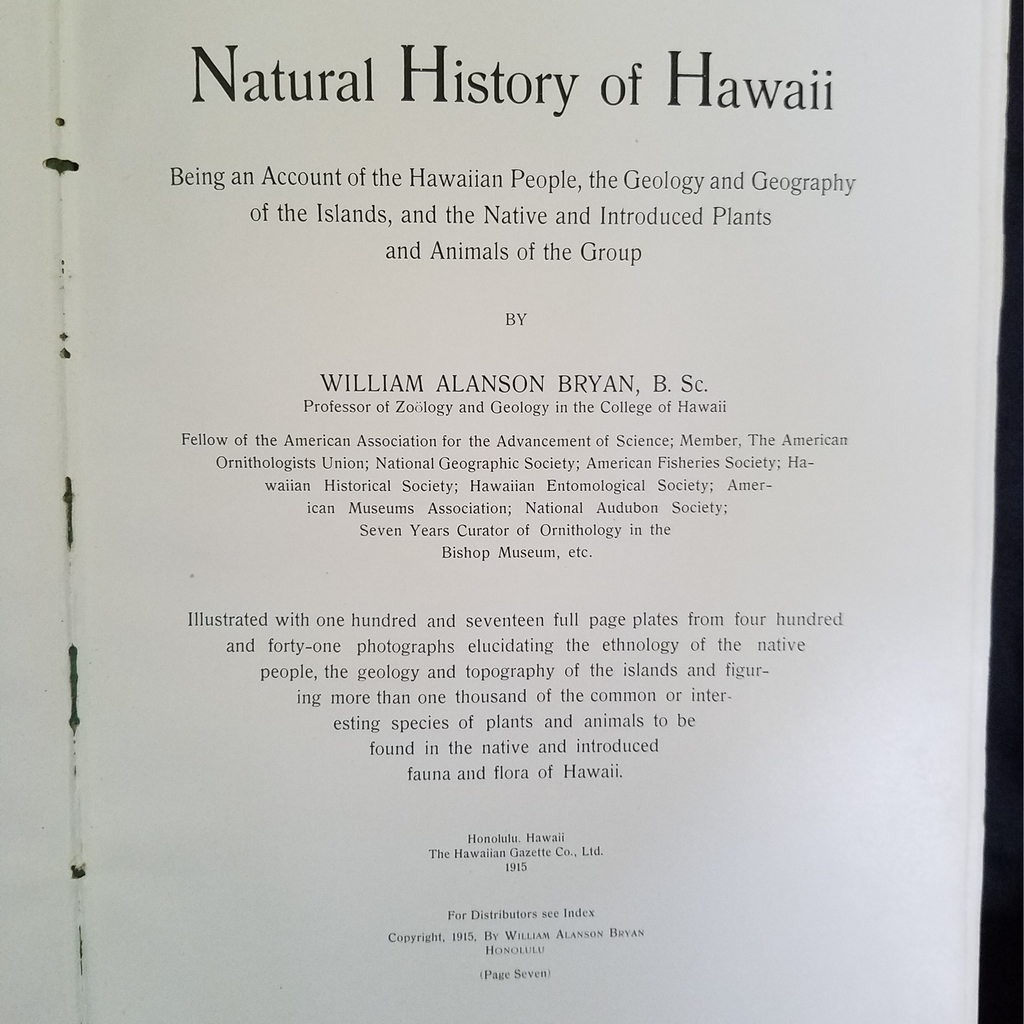 Natural History of Hawaii
Being an Account of the Hawaiian People, the Geology and Geography
of the Islands, and the Native and Introduced Plants
and Animals of the Group
BY
WILLIAM ALANSON BRYAN, B. Sc.
Professor of Zoölogy and Geology in the College of Hawaii
Fellow of the American Association for the Advancement of Science; Member, The American
Ornithologists Union; National Geographic Society; American Fisheries Society; Ha-
waiian Historical Society; Hawaiian Entomological Society; Amer-
ican Museums Association; National Audubon Society;
Seven Years Curator of Ornithology in the
Bishop Museum, etc.
Illustrated with one hundred and seventeen full page plates from four hundred
and forty-one photographs elucidating the ethnology of the native
people, the geology and topography of the islands and figur-
ing more than one thousand of the common or inter-
esting species of plants and animals to be
found in the native and introduced
fauna and flora of Hawaii.
Honolulu, Hawaii
The Hawaiian Gazette Co., Ltd.
1915
For Distributors see Index
Copyright, 1915, By William Alanson Bryan
Honolulu
(Page Seven)